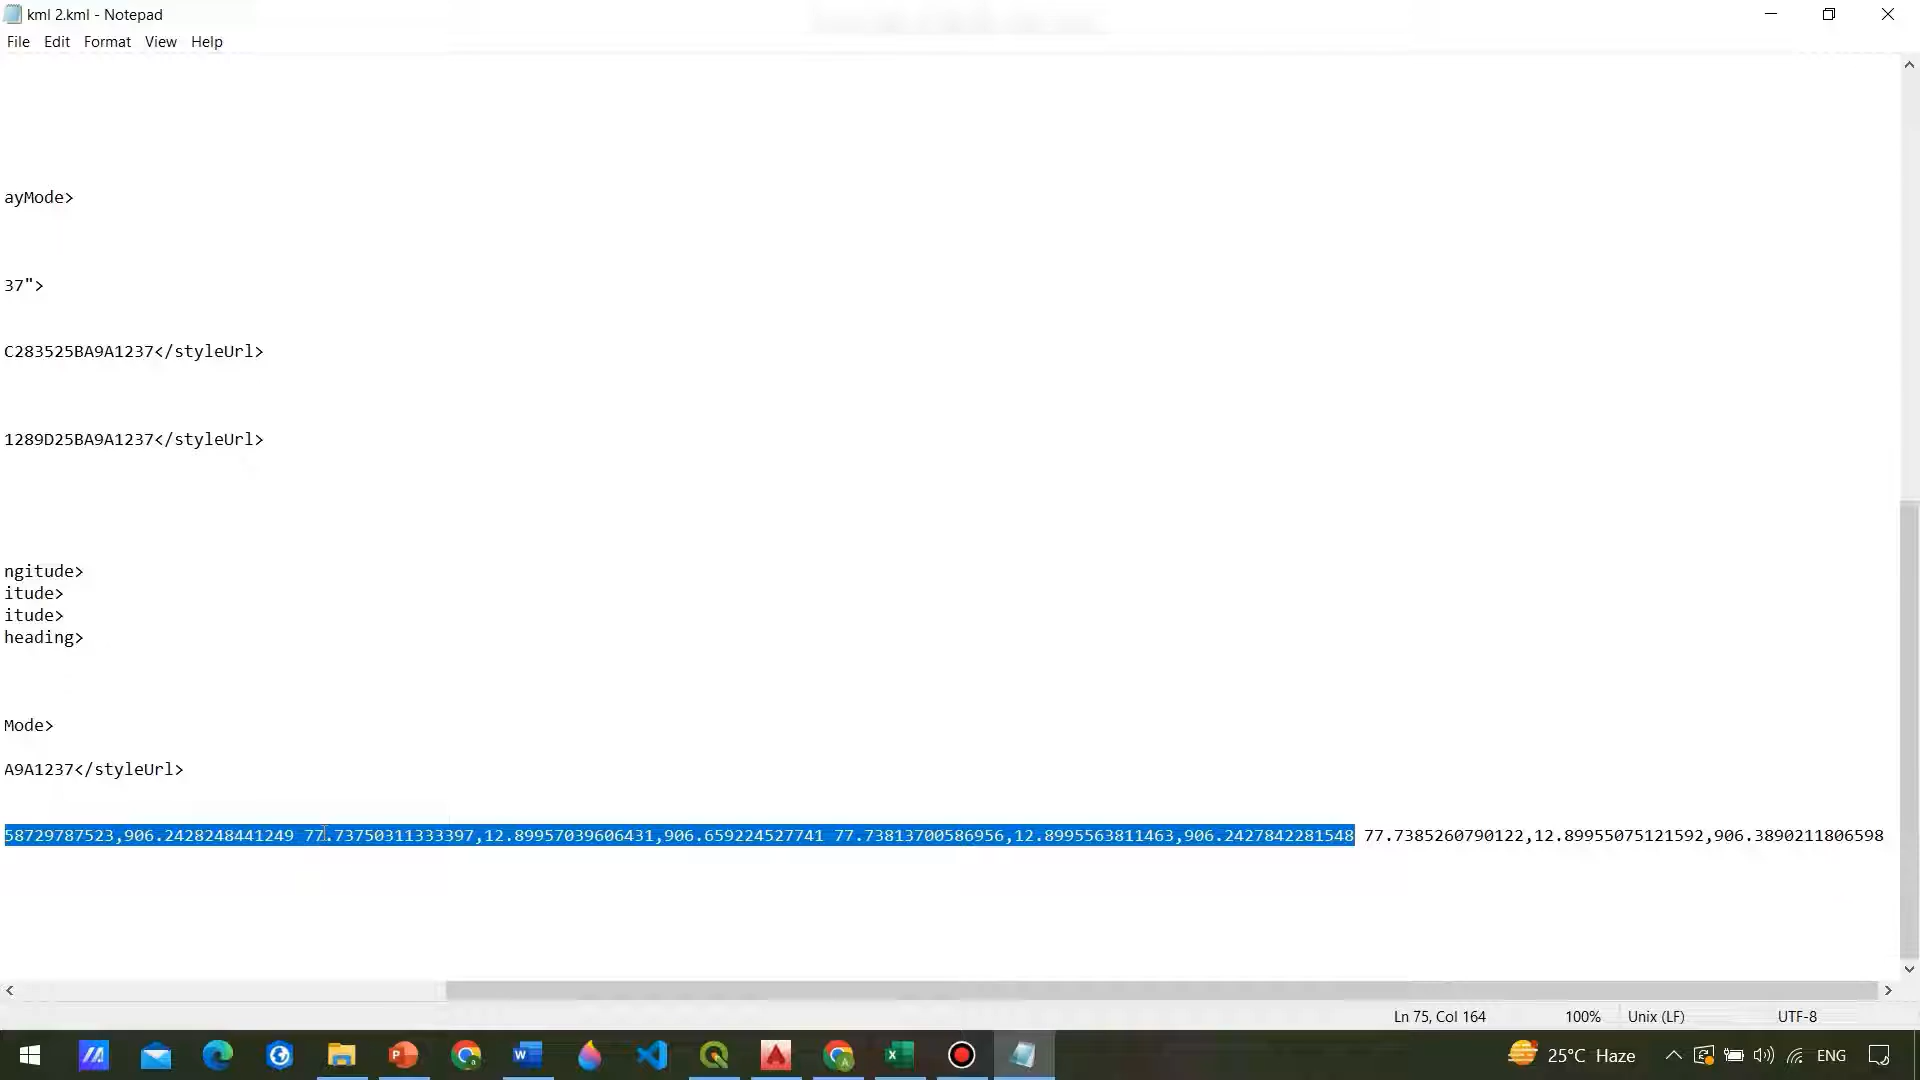 kml 2.kml - Notepad
File Edit Format View Help
ayMode>
37">
C283525BA9A1237</styleUrl>
1289D25BA9A1237</styleUrl>
ngitude>
itude>
itude>
heading>
Mode>
A9A1237</styleUrl>
58729787523,906.2428248441249 77.73750311333397,12.89957039606431,906.659224527741 77.73813700586956,12.8995563811463,906.2427842281548 77.7385260790122,12.89955075121592,906.3890211806598
Ln 75, Col 164 100% Unix (LF) UTF-8
25°C Haze ENG